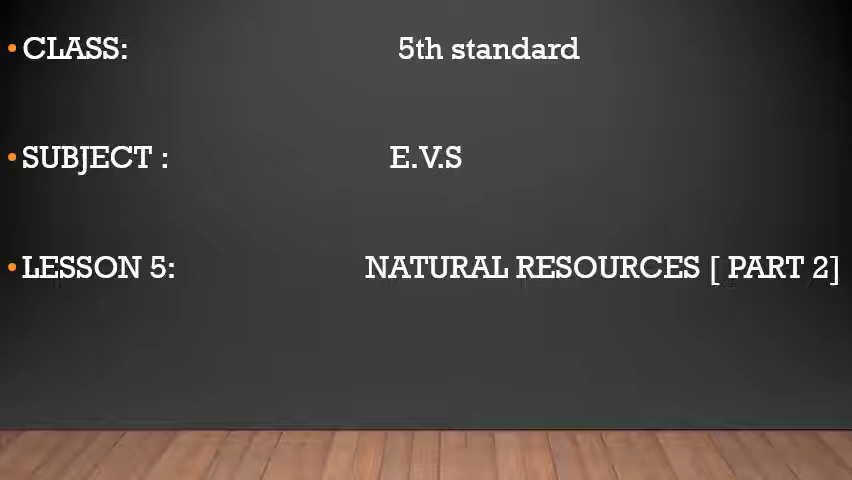 • CLASS: 5th standard
• SUBJECT : E.V.S
• LESSON 5: NATURAL RESOURCES [ PART 2]